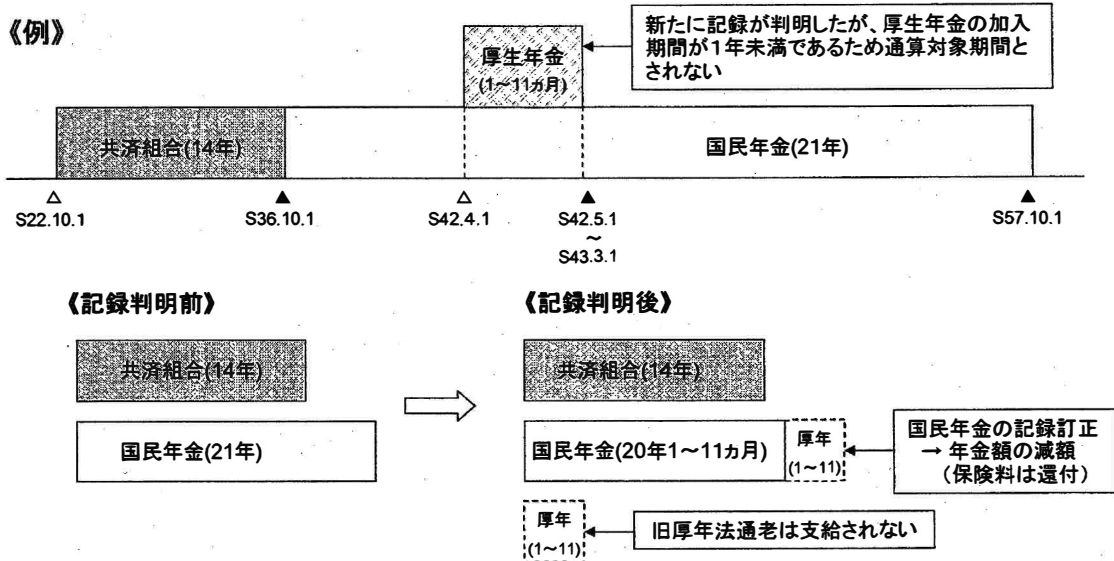 《例》
新たに記録が判明したが、厚生年金の加入
期間が1年未満であるため通算対象期間と
されない
厚生年金
(1～11ヵ月)
共済組合(14年)
国民年金(21年)
S22.10.1
S36.10.1
S42.4.1
S42.5.1
～
S43.3.1
S57.10.1
《記録判明前》
《記録判明後》
共済組合(14年)
共済組合(14年)
国民年金(21年)
国民年金(20年1～11ヵ月)
厚年
(1～11)
国民年金の記録訂正
→ 年金額の減額
(保険料は還付)
厚年
(1～11)
旧厚年法通老は支給されない